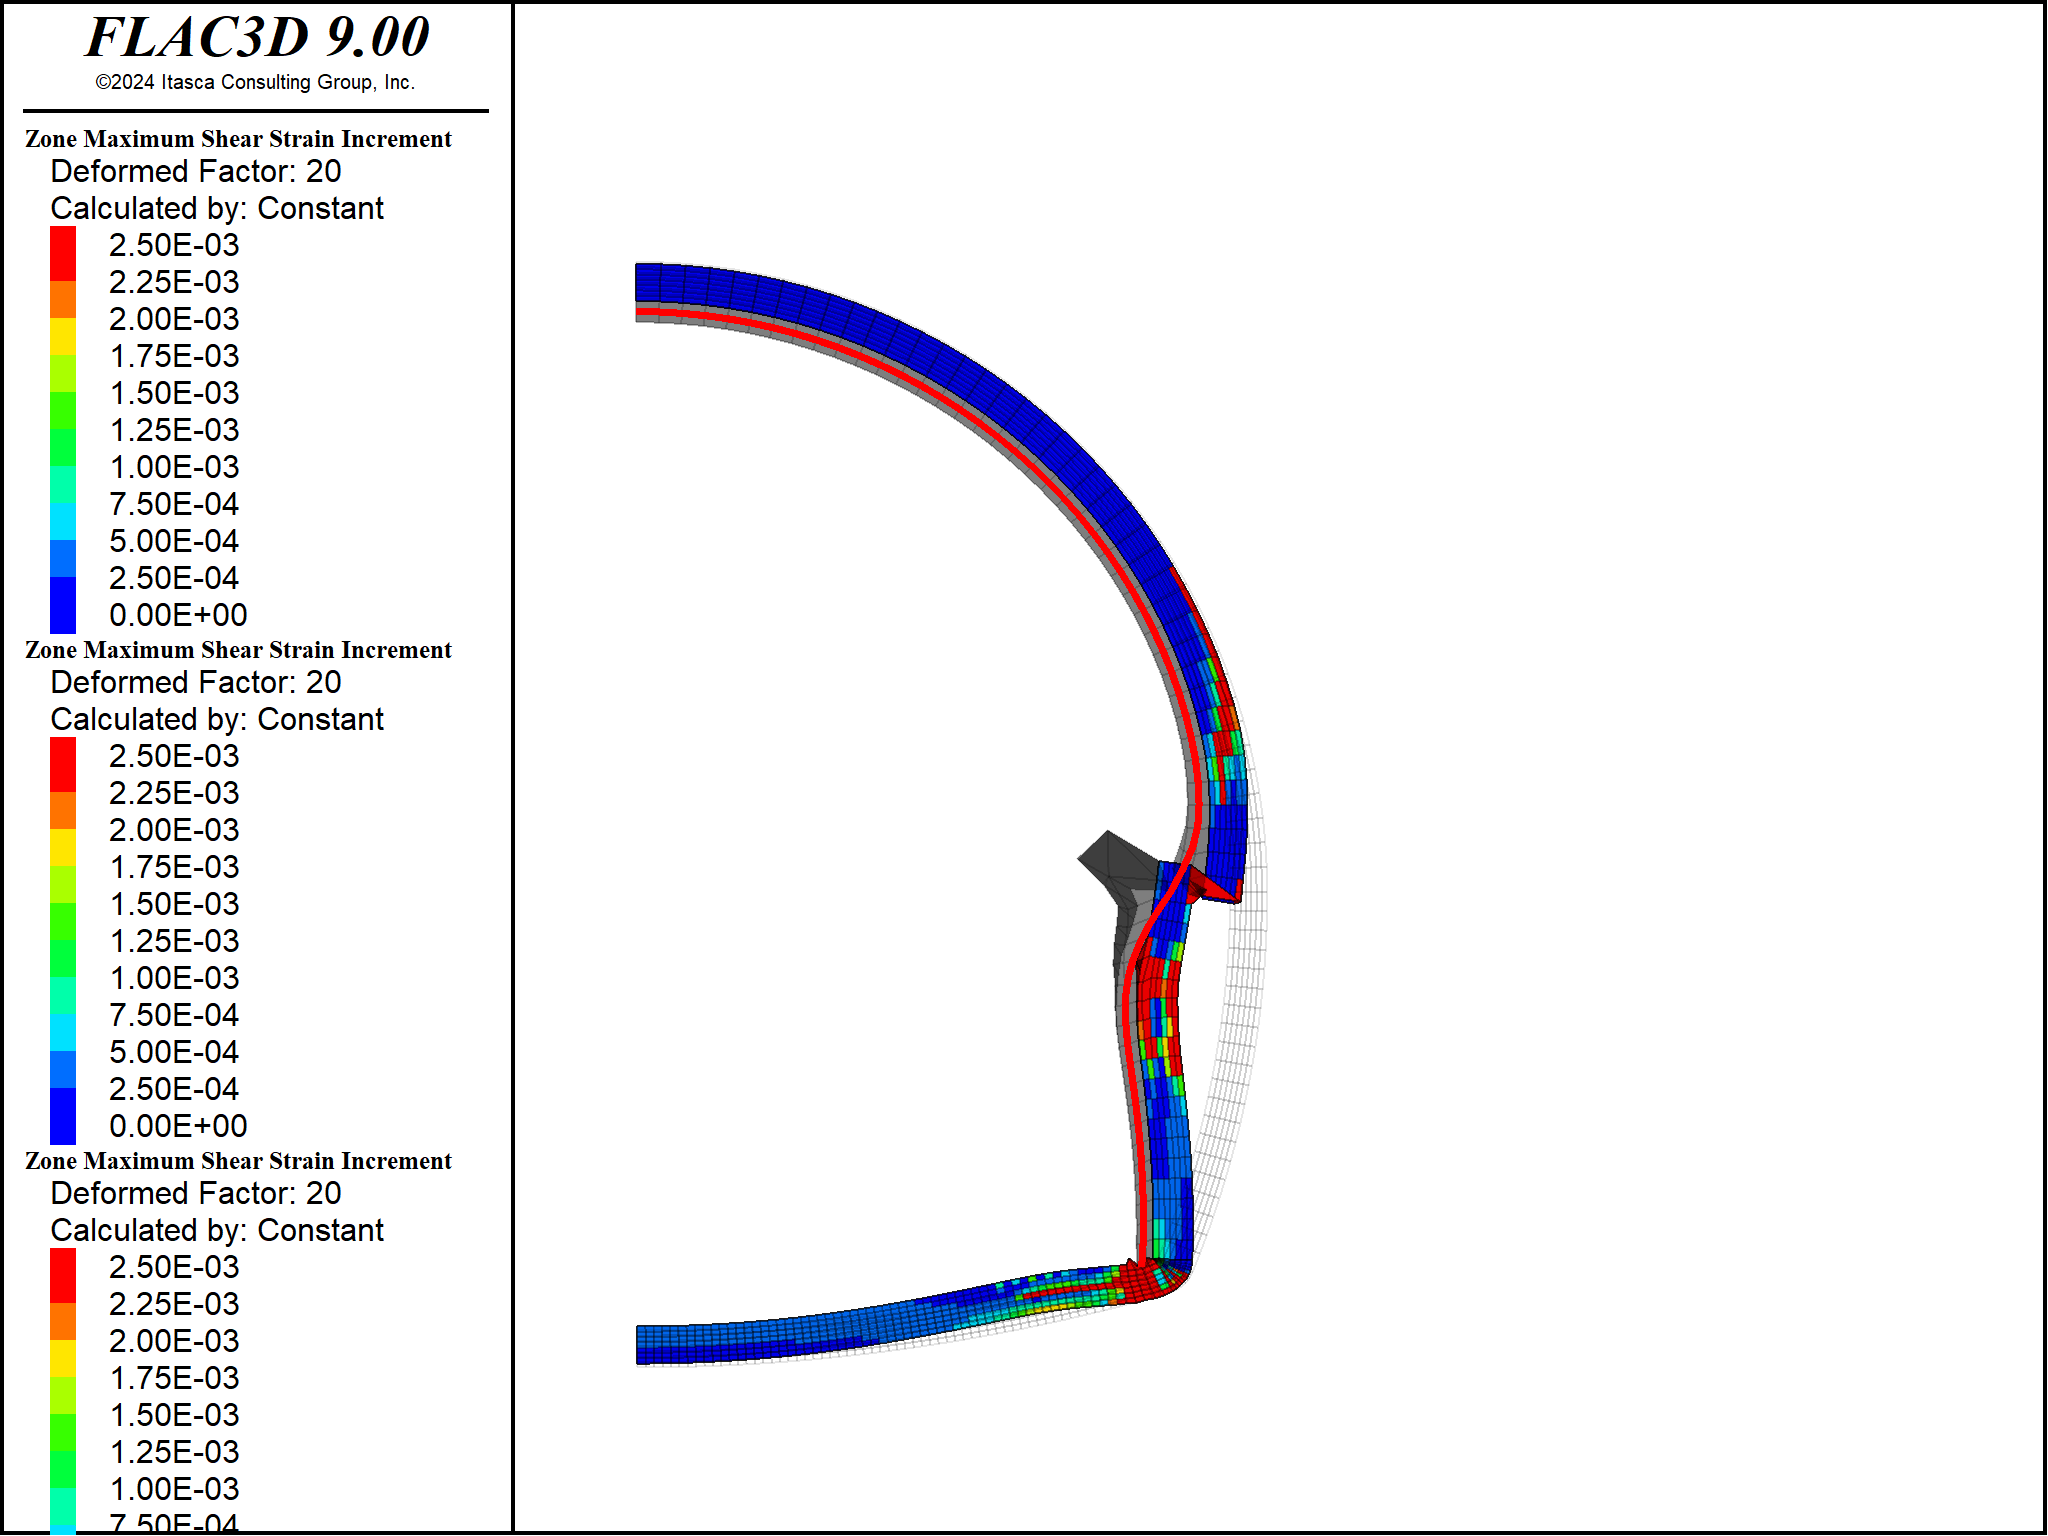 FLAC3D 9.00
©2024 Itasca Consulting Group, Inc.
Zone Maximum Shear Strain Increment
Deformed Factor: 20
Calculated by: Constant
2.50E-03
2.25E-03
2.00E-03
1.75E-03
1.50E-03
1.25E-03
1.00E-03
7.50E-04
5.00E-04
2.50E-04
0.00E+00
Zone Maximum Shear Strain Increment
Deformed Factor: 20
Calculated by: Constant
2.50E-03
2.25E-03
2.00E-03
1.75E-03
1.50E-03
1.25E-03
1.00E-03
7.50E-04
5.00E-04
2.50E-04
0.00E+00
Zone Maximum Shear Strain Increment
Deformed Factor: 20
Calculated by: Constant
2.50E-03
2.25E-03
2.00E-03
1.75E-03
1.50E-03
1.25E-03
1.00E-03
7.50E-04